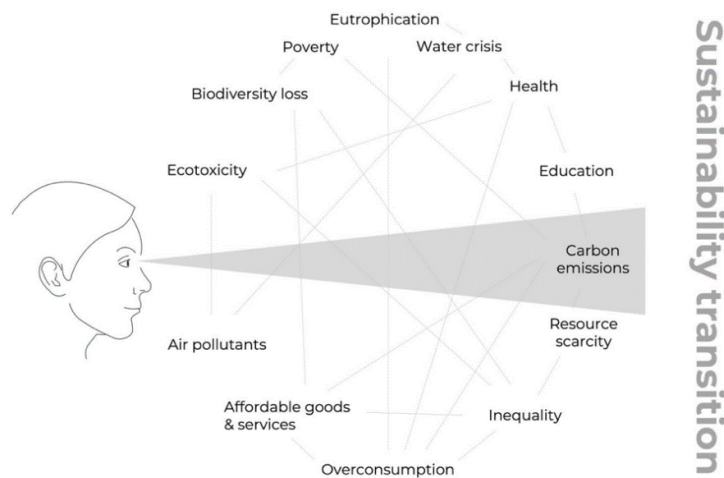 Eutrophication
Poverty
Water crisis
Biodiversity loss
Health
Ecotoxicity
Education
Carbon
emissions
Resource
scarcity
Air pollutants
Affordable goods
& services
Inequality
Overconsumption
Sustainability transition